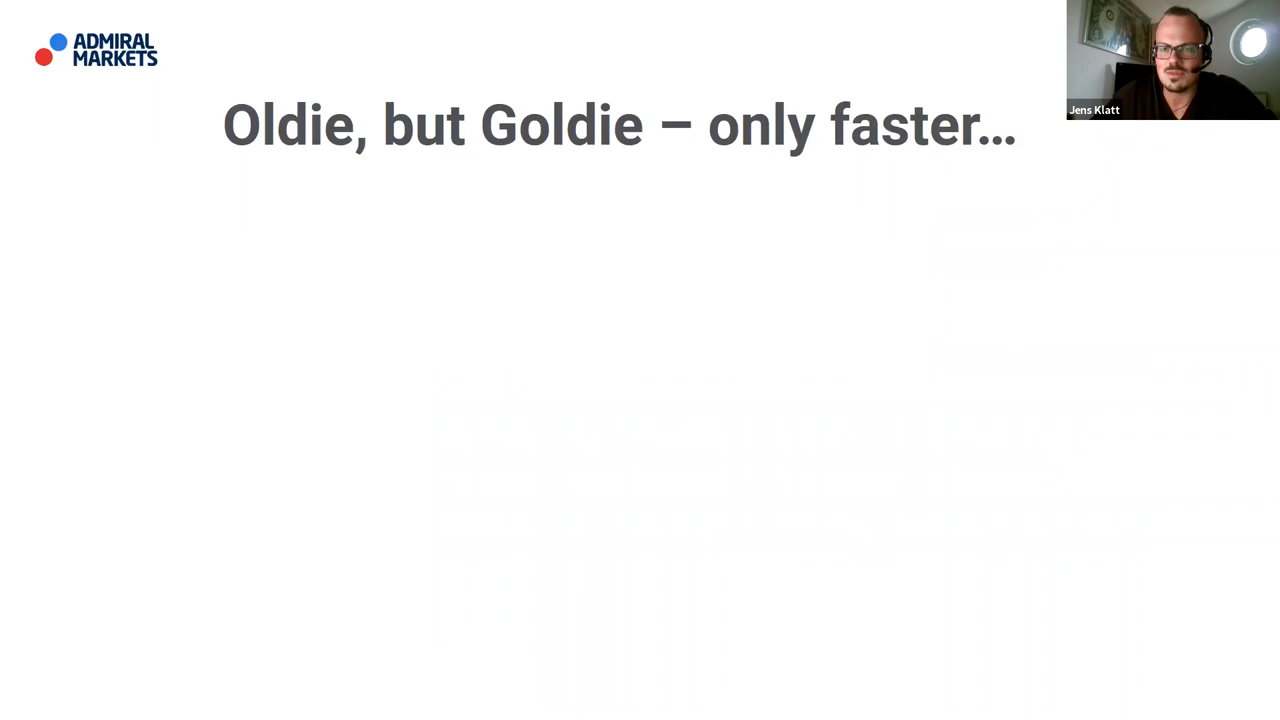 ADMIRAL
MARKETS
Oldie, but Goldie – only faster…
Jens Klatt